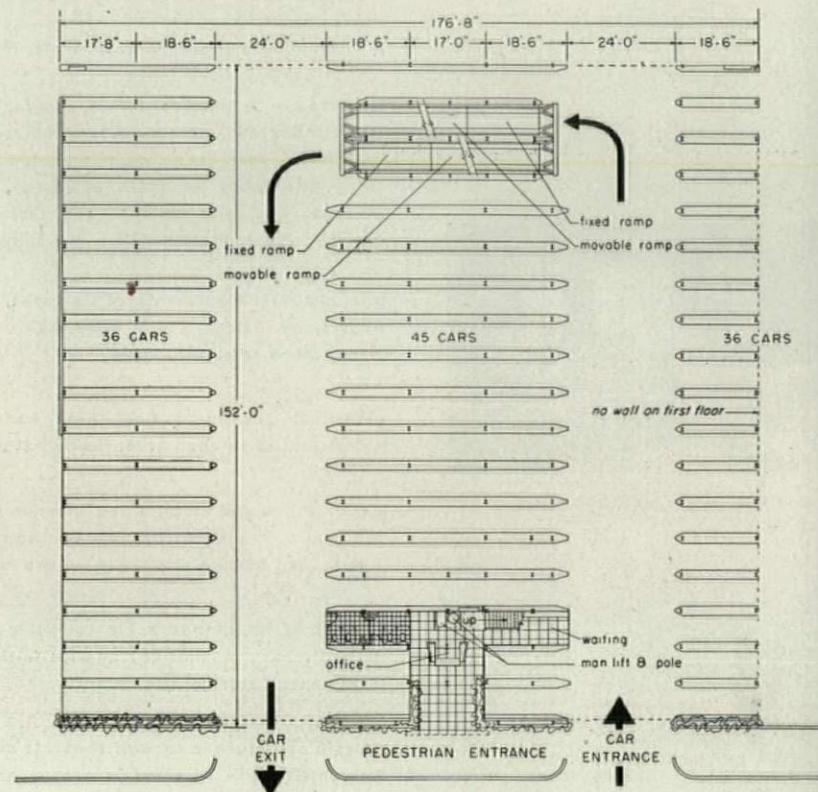 176'-8"
17'-8" 18'-6" 24'-0" 18'-6" 17'-0" 18'-6" 24'-0" 18'-6"
fixed ramp
movable ramp
fixed ramp
movable ramp
36 CARS
45 CARS
36 CARS
152'-0"
no wall on first floor
up
waiting
office
man lift & pole
CAR
EXIT
PEDESTRIAN ENTRANCE
CAR
ENTRANCE